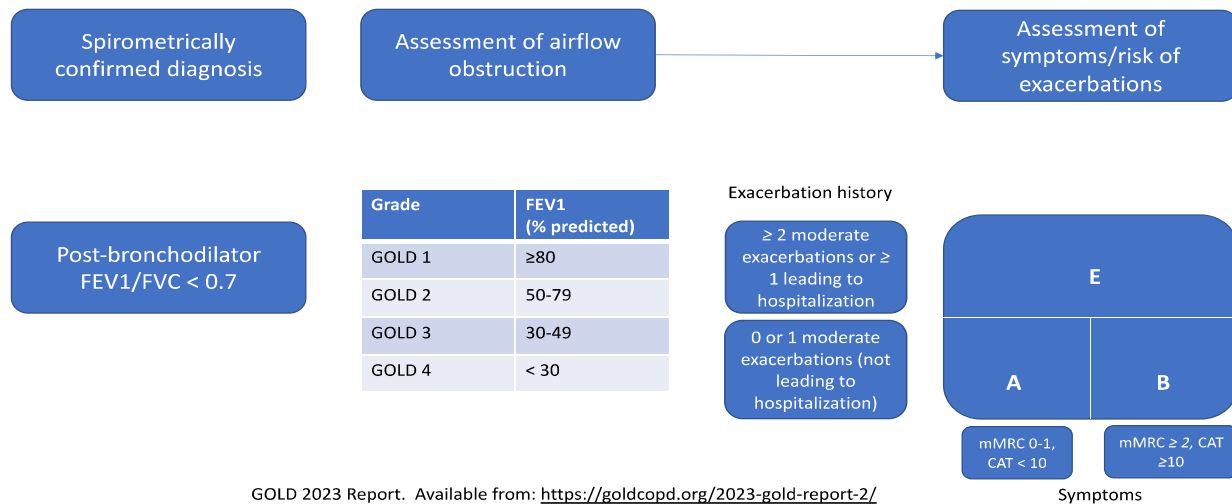 Spirometrically
confirmed diagnosis
Assessment of airflow
obstruction
Assessment of
symptoms/risk of
exacerbations
Post-bronchodilator
FEV1/FVC < 0.7
Grade FEV1
(% predicted)
GOLD 1 ≥80
GOLD 2 50-79
GOLD 3 30-49
GOLD 4 < 30
Exacerbation history
≥ 2 moderate
exacerbations or ≥
1 leading to
hospitalization
0 or 1 moderate
exacerbations (not
leading to
hospitalization)
E
A B
mMRC 0-1,
CAT < 10
mMRC ≥ 2, CAT
≥10
Symptoms
GOLD 2023 Report. Available from: https://goldcopd.org/2023-gold-report-2/